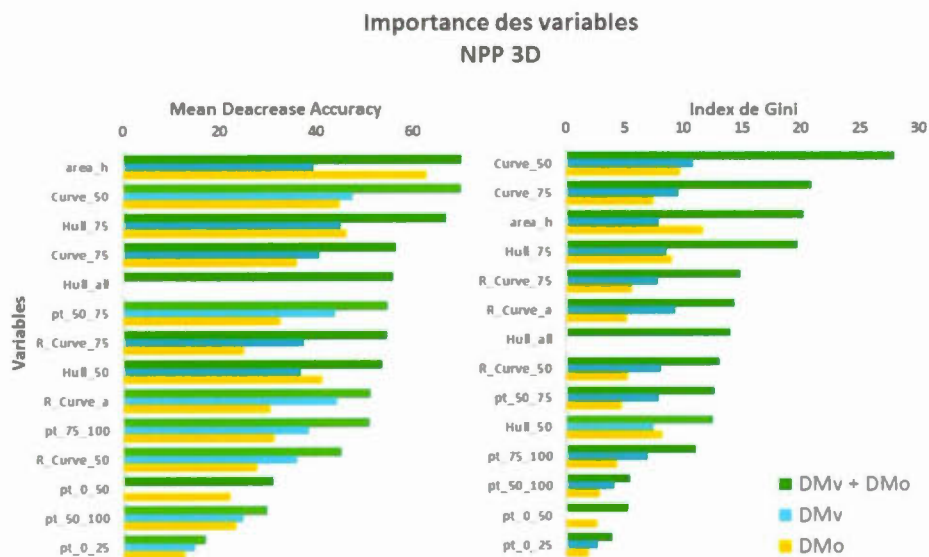 Importance des variables
NPP 3D
Mean Deacrease Accuracy
0 20 40 60
Variables
area_h
Curve_50
Hull_75
Curve_75
Hull_all
pt_50_75
R_Curve_75
Hull_50
R_Curve_a
pt_75_100
R_Curve_50
pt_0_50
pt_50_100
pt_0_25
Index de Gini
0 5 10 15 20 25 30
Curve_50
Curve_75
area_h
Hull_75
R_Curve_75
R_Curve_a
Hull_all
R_Curve_50
pt_50_75
Hull_50
pt_75_100
pt_50_100
pt_0_50
pt_0_25
DMv + DMo
DMv
DMo